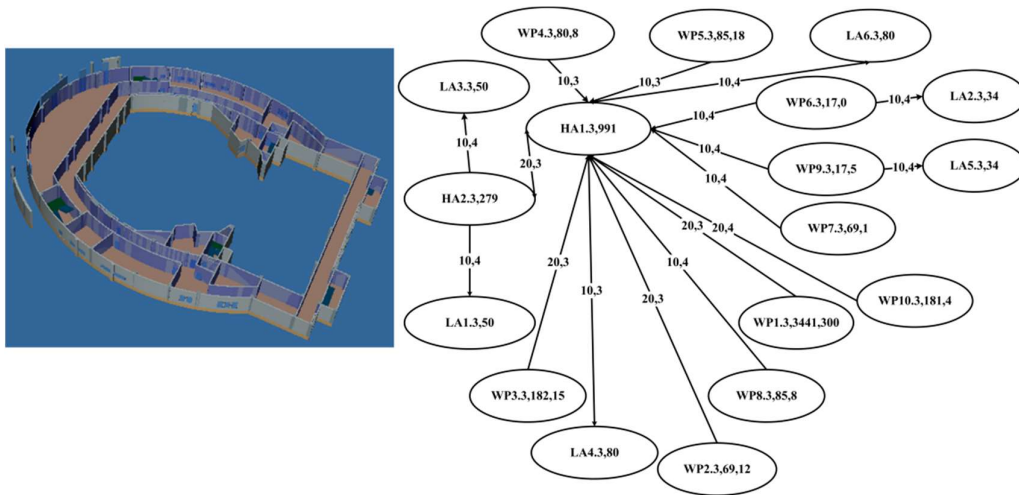 WP4.3,80,8
WP5.3,85,18
LA6.3,80
10,3
10,3
10,4
LA3.3,50
WP6.3,17,0
10,4
LA2.3,34
HA1.3,991
10,4
10,4
20,3
10,4
WP9.3,17,5
10,4
LA5.3,34
10,4
HA2.3,279
WP7.3,69,1
20,3
20,4
10,4
20,3
10,3
20,3
10,4
WP10.3,181,4
LA1.3,50
WP1.3,3441,300
WP3.3,182,15
WP8.3,85,8
LA4.3,80
WP2.3,69,12